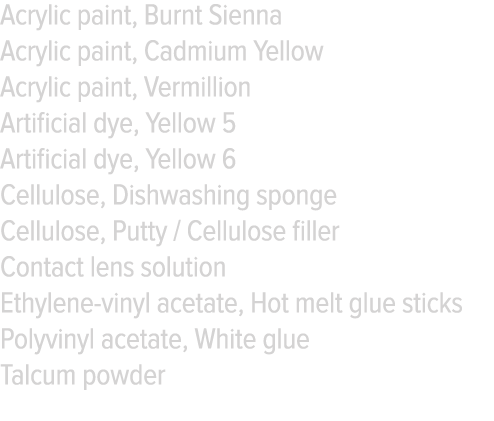 Acrylic paint, Burnt Sienna
Acrylic paint, Cadmium Yellow
Acrylic paint, Vermillion
Artificial dye, Yellow 5
Artificial dye, Yellow 6
Cellulose, Dishwashing sponge
Cellulose, Putty / Cellulose filler
Contact lens solution
Ethylene-vinyl acetate, Hot melt glue sticks
Polyvinyl acetate, White glue
Talcum powder